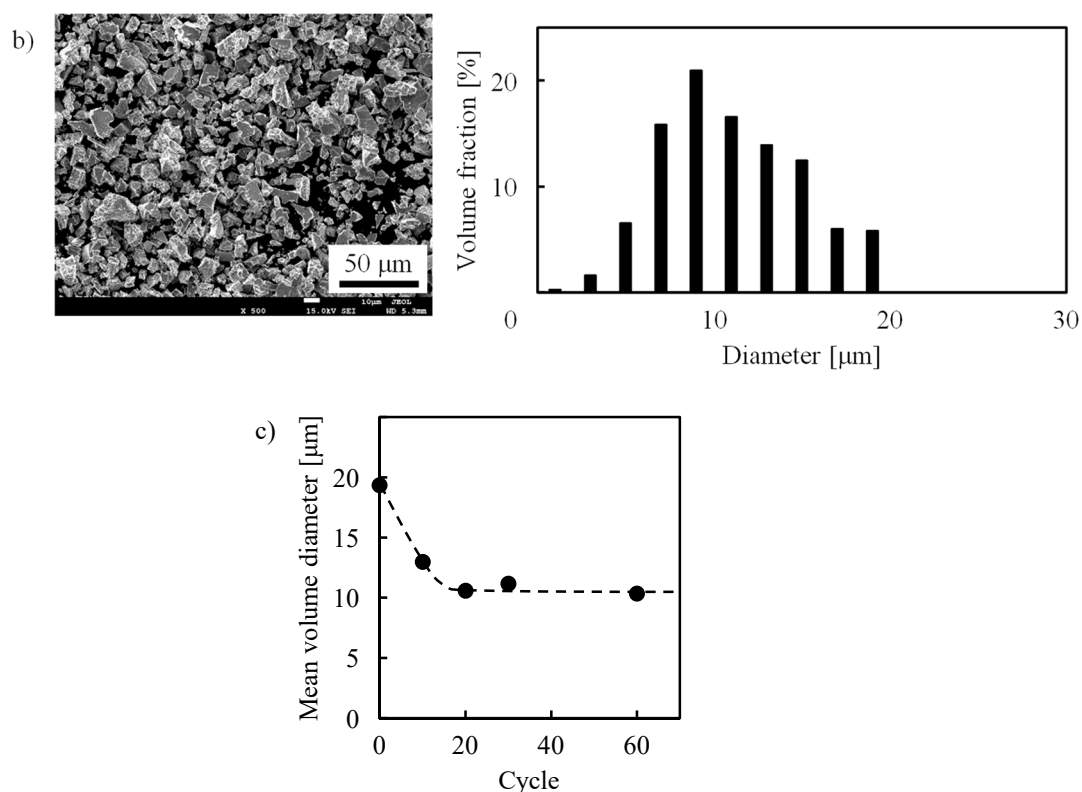 b)
50 μm
10μm JEOL
X 500 15.0kV SEI WD 5.3mm
Volume fraction [%]
20
10
0 10 20 30
Diameter [μm]
c)
Mean volume diameter [μm]
20
15
10
5
0
0 20 40 60
Cycle